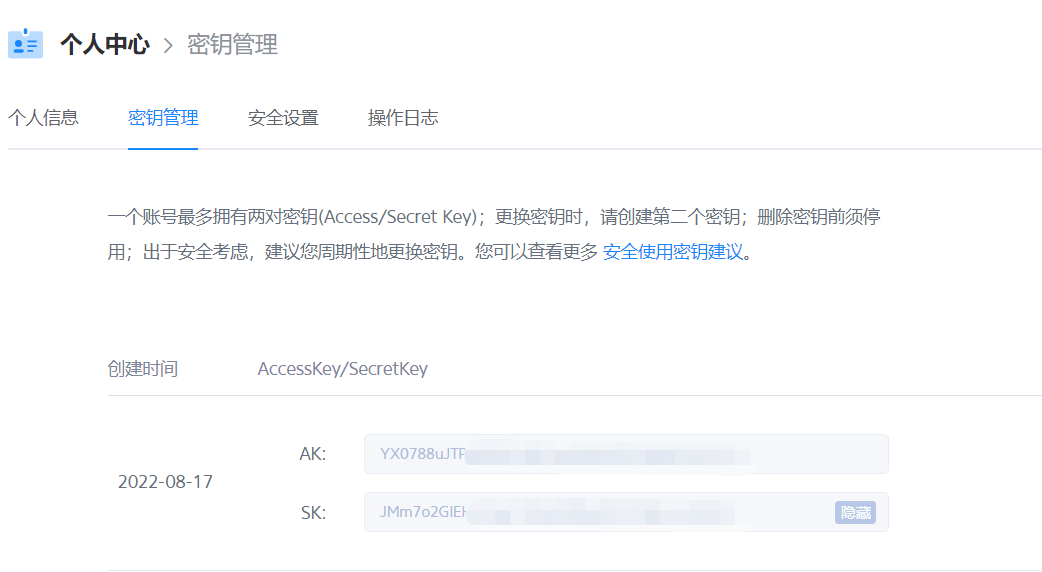 个人中心 > 密钥管理
个人信息 密钥管理 安全设置 操作日志
一个账号最多拥有两对密钥(Access/Secret Key)；更换密钥时，请创建第二个密钥；删除密钥前须停
用；出于安全考虑，建议您周期性地更换密钥。您可以查看更多 安全使用密钥建议。
创建时间 AccessKey/SecretKey
AK: YX0788uJTP
2022-08-17
SK: JMm7o2GIEH 隐藏